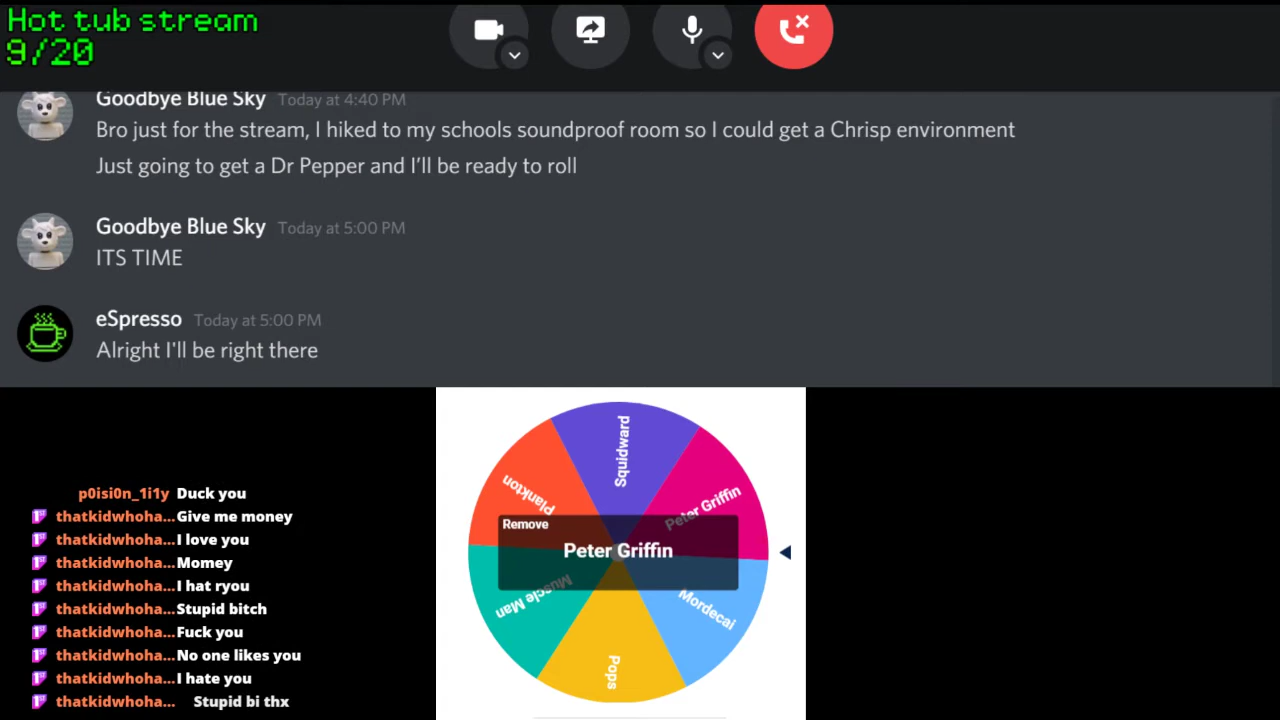 Hot tub stream
9/20
Goodbye Blue Sky Today at 4:40 PM
Bro just for the stream, I hiked to my schools soundproof room so I could get a Chrisp environment
Just going to get a Dr Pepper and I’ll be ready to roll
Goodbye Blue Sky Today at 5:00 PM
ITS TIME
eSpresso Today at 5:00 PM
Alright I'll be right there
p0isi0n_1i1y Duck you
thatkidwhoha... Give me money
thatkidwhoha... I love you
thatkidwhoha... Momey
thatkidwhoha... I hat ryou
thatkidwhoha... Stupid bitch
thatkidwhoha... Fuck you
thatkidwhoha... No one likes you
thatkidwhoha... I hate you
thatkidwhoha... Stupid bi thx
Squidward
Plankton
Peter Griffin
Remove
Peter Griffin
Muscle Man
Mordecai
Pops